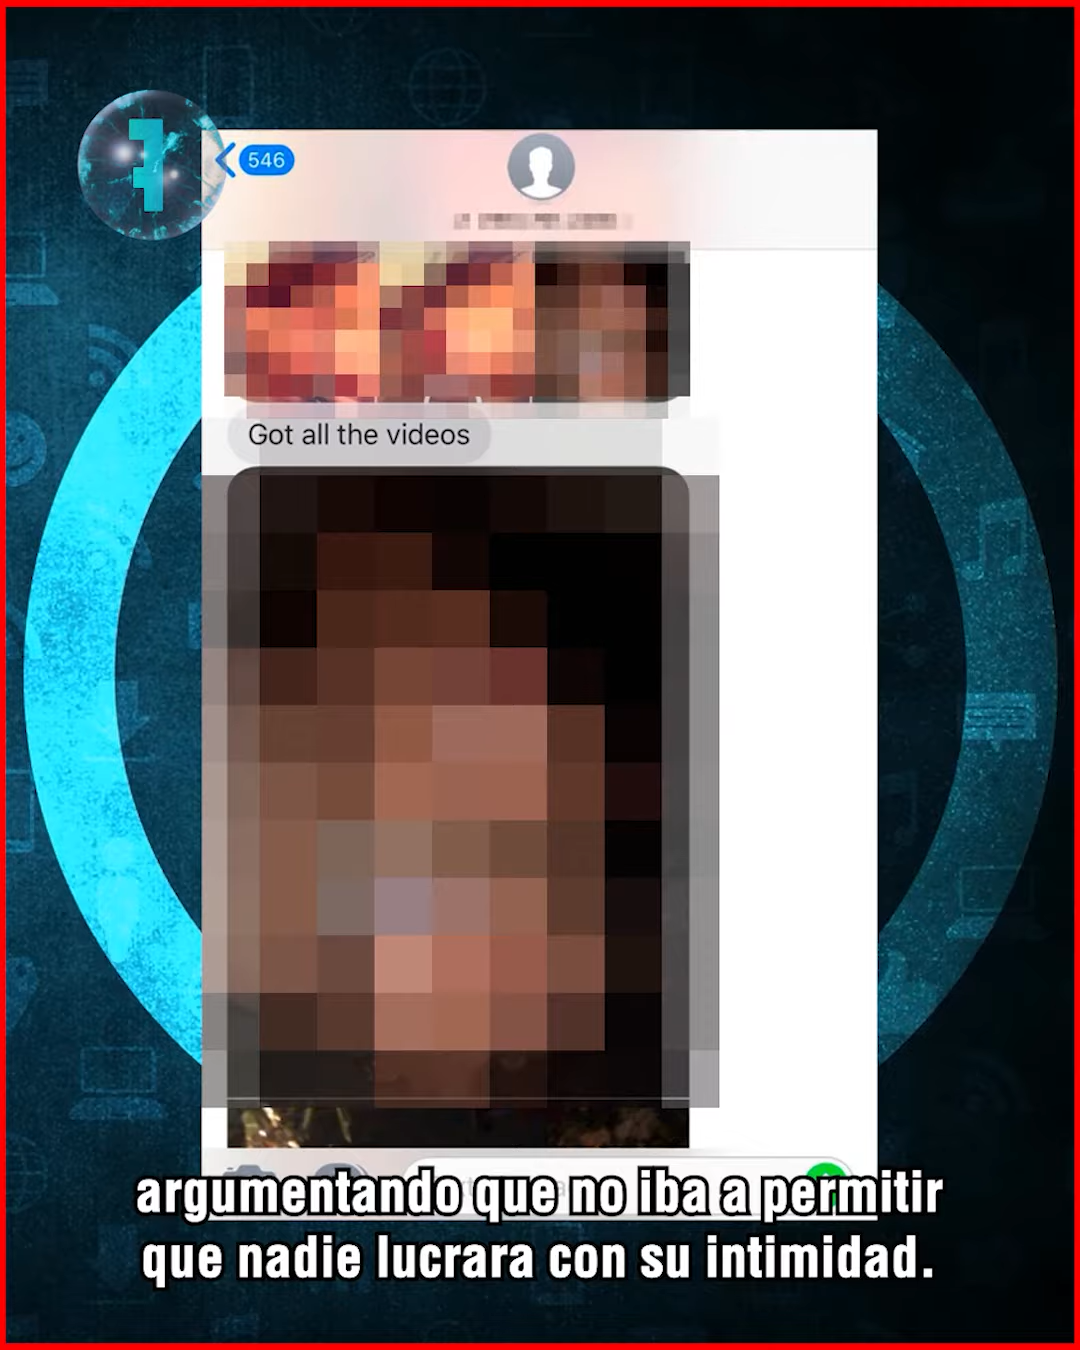 546
Got all the videos
argumentando que no iba a permitir
que nadie lucrara con su intimidad.